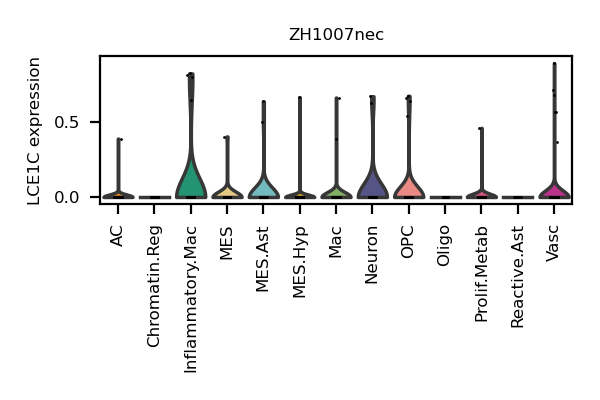 ZH1007nec
LCE1C expression
0.5
0.0
AC
Chromatin.Reg
Inflammatory.Mac
MES
MES.Ast
MES.Hyp
Mac
Neuron
OPC
Oligo
Prolif.Metab
Reactive.Ast
Vasc